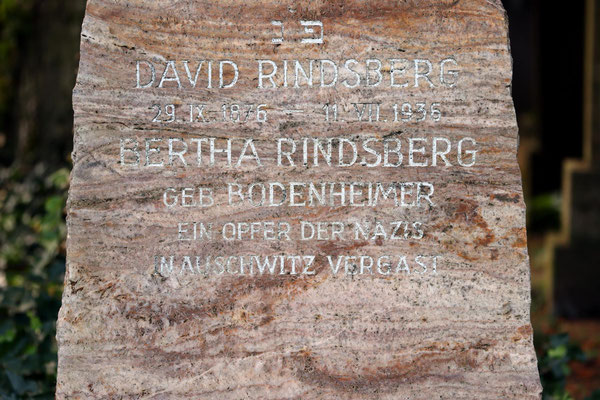 פ נ
DAVID RINDSBERG
29. IX. 1876 — 11. VII. 1936
BERTHA RINDSBERG
GEB BODENHEIMER
EIN OPFER DER NAZIS
IN AUSCHWITZ VERGAST